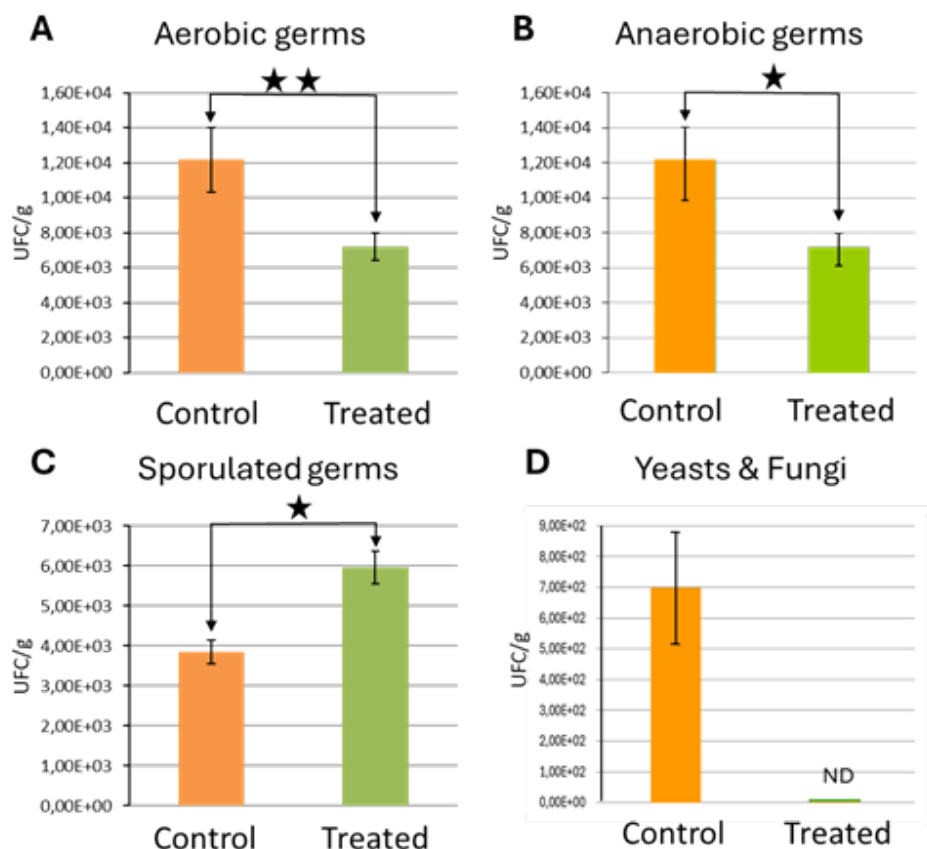 A
Aerobic germs
★★
1,60E+04
1,40E+04
1,20E+04
1,00E+04
8,00E+03
6,00E+03
4,00E+03
2,00E+03
0,00E+00
UFC/g
Control
Treated
B
Anaerobic germs
★
1,60E+04
1,40E+04
1,20E+04
1,00E+04
8,00E+03
6,00E+03
4,00E+03
2,00E+03
0,00E+00
UFC/g
Control
Treated
C
Sporulated germs
★
7,00E+03
6,00E+03
5,00E+03
4,00E+03
3,00E+03
2,00E+03
1,00E+03
0,00E+00
UFC/g
Control
Treated
D
Yeasts & Fungi
9,00E+02
8,00E+02
7,00E+02
6,00E+02
5,00E+02
4,00E+02
3,00E+02
2,00E+02
1,00E+02
0,00E+00
UFC/g
ND
Control
Treated